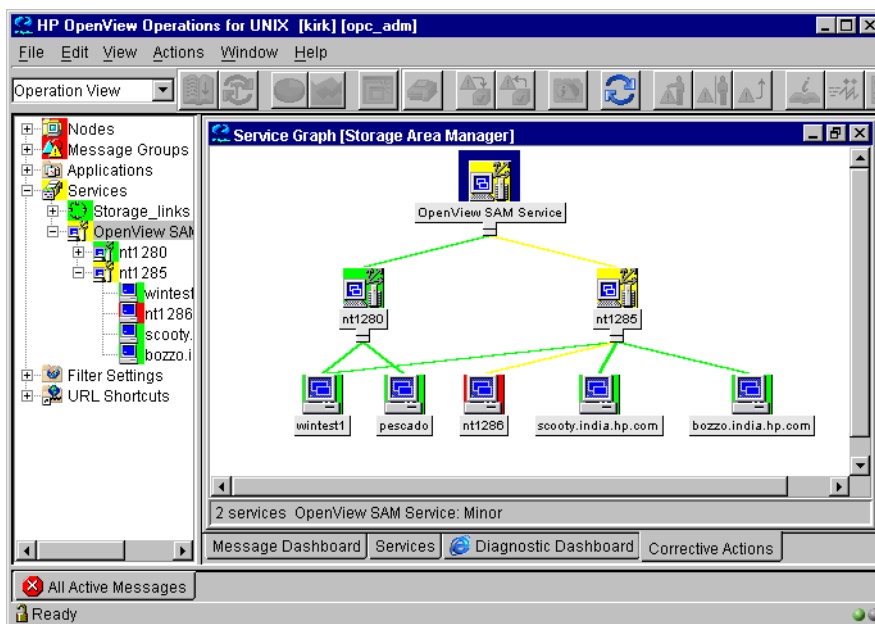 HP OpenView Operations for UNIX [kirk] [opc_adm]
File Edit View Actions Window Help
Operation View
Nodes
Message Groups
Applications
Services
Storage_links
OpenView SAM
nt1280
nt1285
wintest
nt1286
scooty.
bozzo.i
Filter Settings
URL Shortcuts
Service Graph [Storage Area Manager]
OpenView SAM Service
nt1280
nt1285
wintest1
pescado
nt1286
scooty.india.hp.com
bozzo.india.hp.com
2 services OpenView SAM Service: Minor
Message Dashboard
Services
Diagnostic Dashboard
Corrective Actions
All Active Messages
Ready